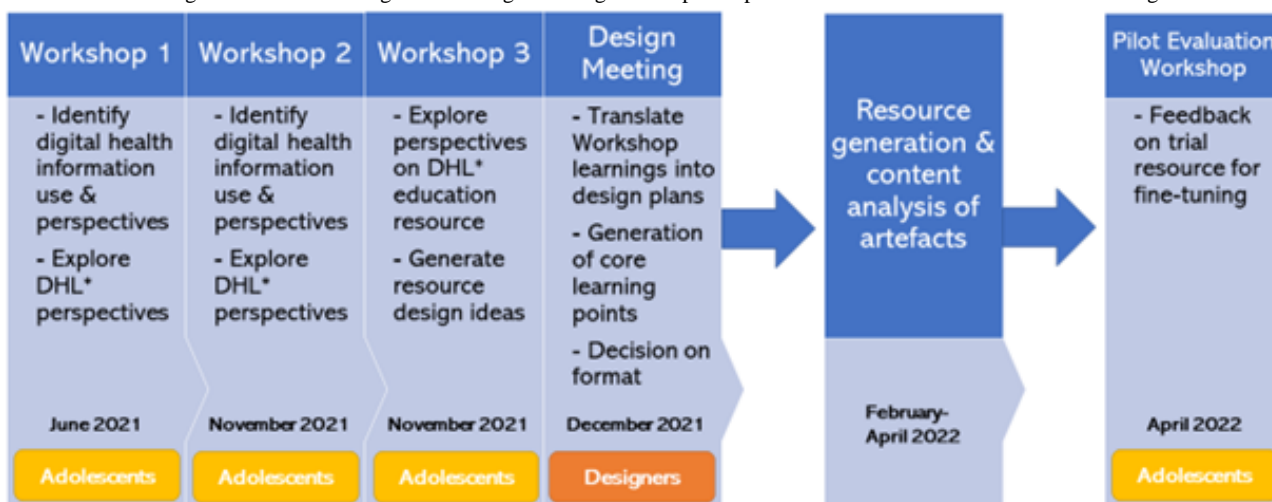 Workshop 1
- Identify
digital health
information
use &
perspectives
- Explore
DHL*
perspectives
June 2021
Adolescents
Workshop 2
- Identify
digital health
information
use &
perspectives
- Explore
DHL*
perspectives
November 2021
Adolescents
Workshop 3
- Explore
perspectives
on DHL*
education
resource
- Generate
resource
design ideas
November 2021
Adolescents
Design
Meeting
- Translate
Workshop
learnings into
design plans
- Generation
of core
learning
points
- Decision on
format
December 2021
Designers
Resource
generation &
content
analysis of
artefacts
February-
April 2022
Pilot Evaluation
Workshop
- Feedback
on trial
resource for
fine-tuning
April 2022
Adolescents